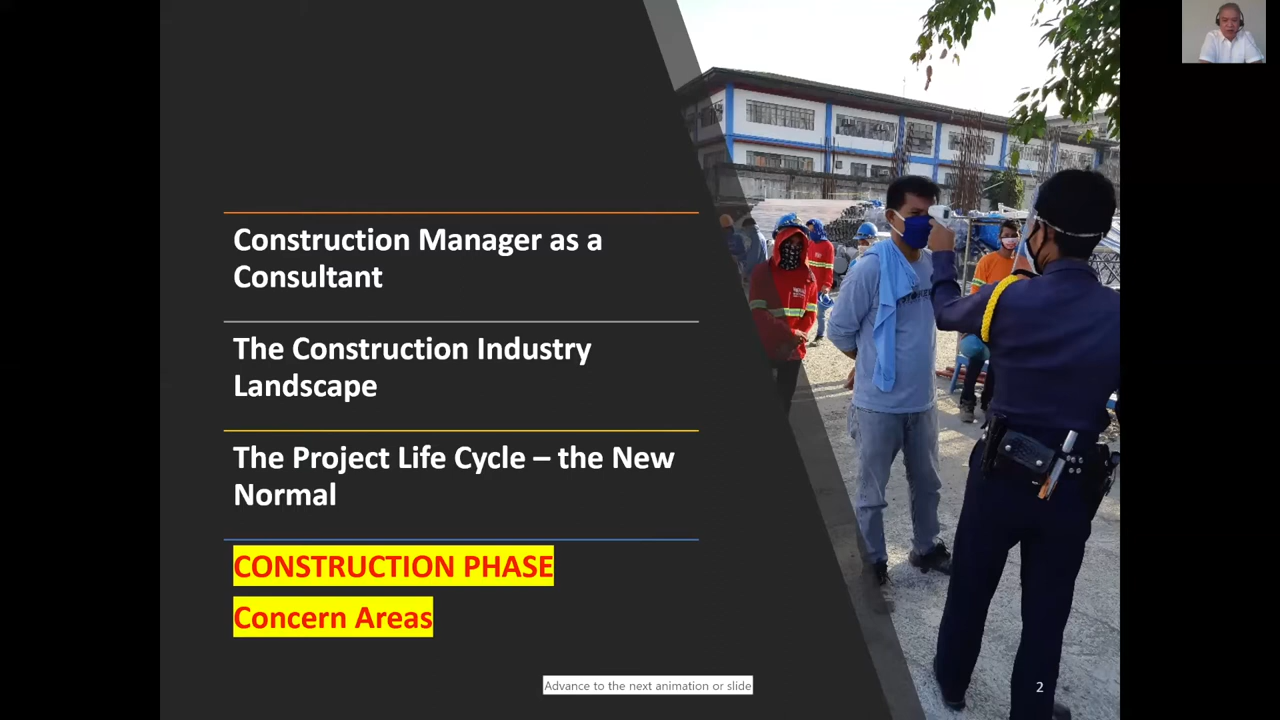 Construction Manager as a
Consultant
The Construction Industry
Landscape
The Project Life Cycle – the New
Normal
CONSTRUCTION PHASE
Concern Areas
Advance to the next animation or slide
2